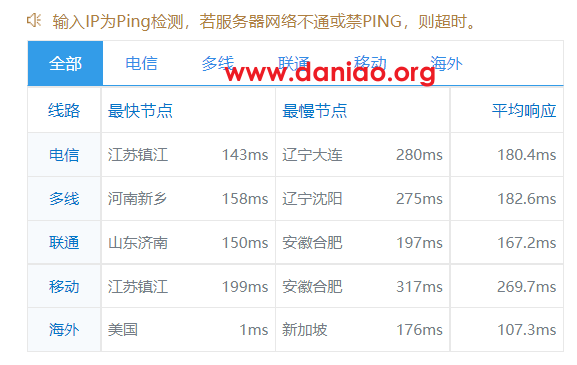 输入IP为Ping检测，若服务器网络不通或禁PING，则超时。
全部 电信 多线 联通 移动 海外
www.daniao.org
线路 最快节点 最慢节点 平均响应
电信 江苏镇江 143ms 辽宁大连 280ms 180.4ms
多线 河南新乡 158ms 辽宁沈阳 275ms 182.6ms
联通 山东济南 150ms 安徽合肥 197ms 167.2ms
移动 江苏镇江 199ms 安徽合肥 317ms 269.7ms
海外 美国 1ms 新加坡 176ms 107.3ms